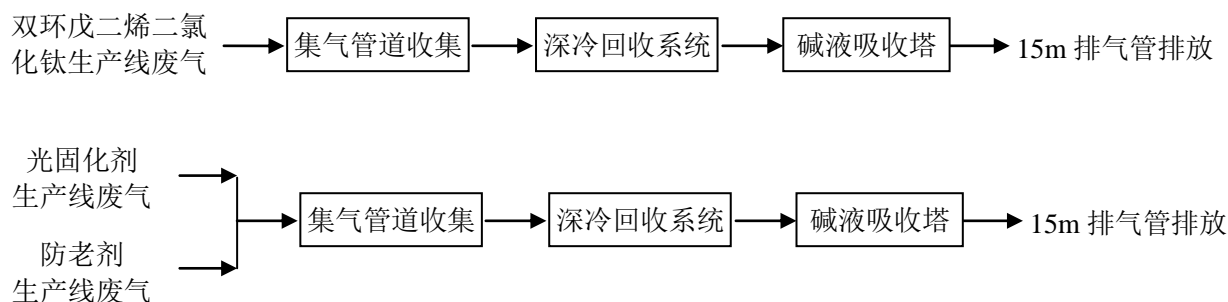 双环戊二烯二氯
化钛生产线废气
集气管道收集
深冷回收系统
碱液吸收塔
15m 排气管排放
光固化剂
生产线废气
防老剂
生产线废气
集气管道收集
深冷回收系统
碱液吸收塔
15m 排气管排放